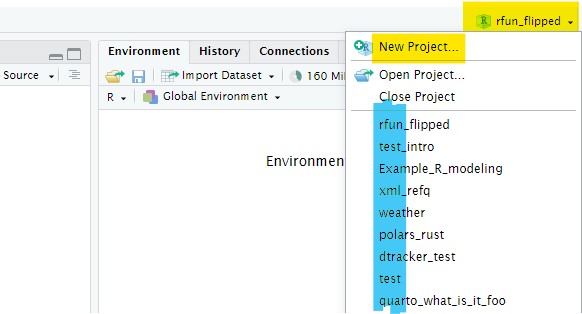 rfun_flipped
Environment History Connections
New Project...
Source
Import Dataset 160 Mi
Open Project...
R Global Environment
Close Project
rfun_flipped
test_intro
Environmen
Example_R_modeling
xml_refq
weather
polars_rust
dtracker_test
test
quarto_what_is_it_foo